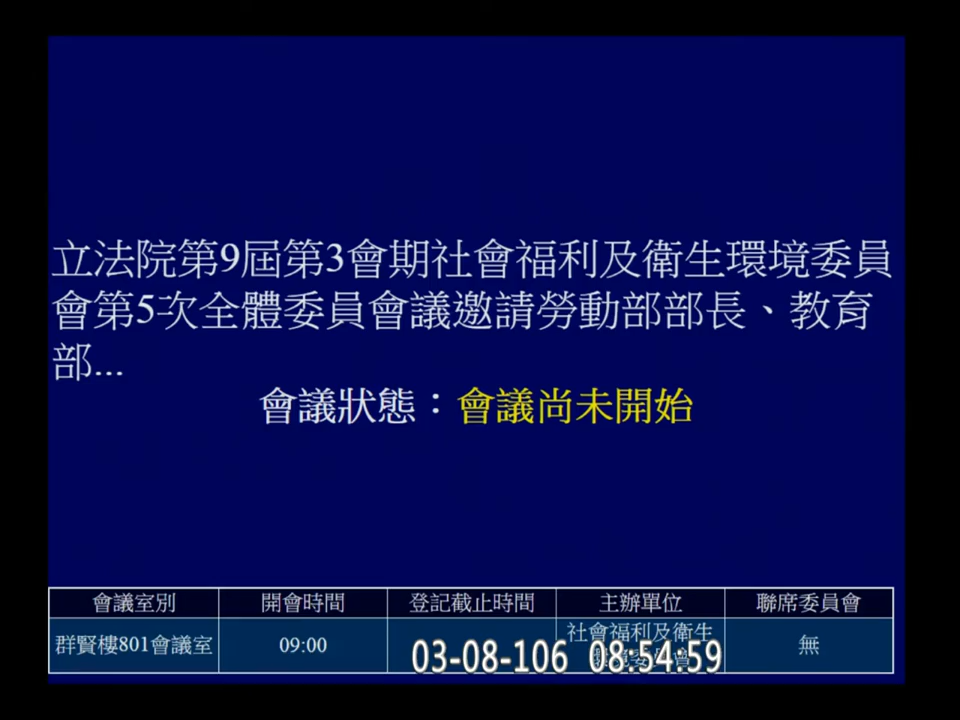 立法院第9屆第3會期社會福利及衛生環境委員
會第5次全體委員會議邀請勞動部部長、教育
部...
會議狀態：會議尚未開始
會議室別 開會時間 登記截止時間 主辦單位 聯席委員會
群賢樓801會議室 09:00 社會福利及衛生 無
環境委員會
03-08-106 08:54:59